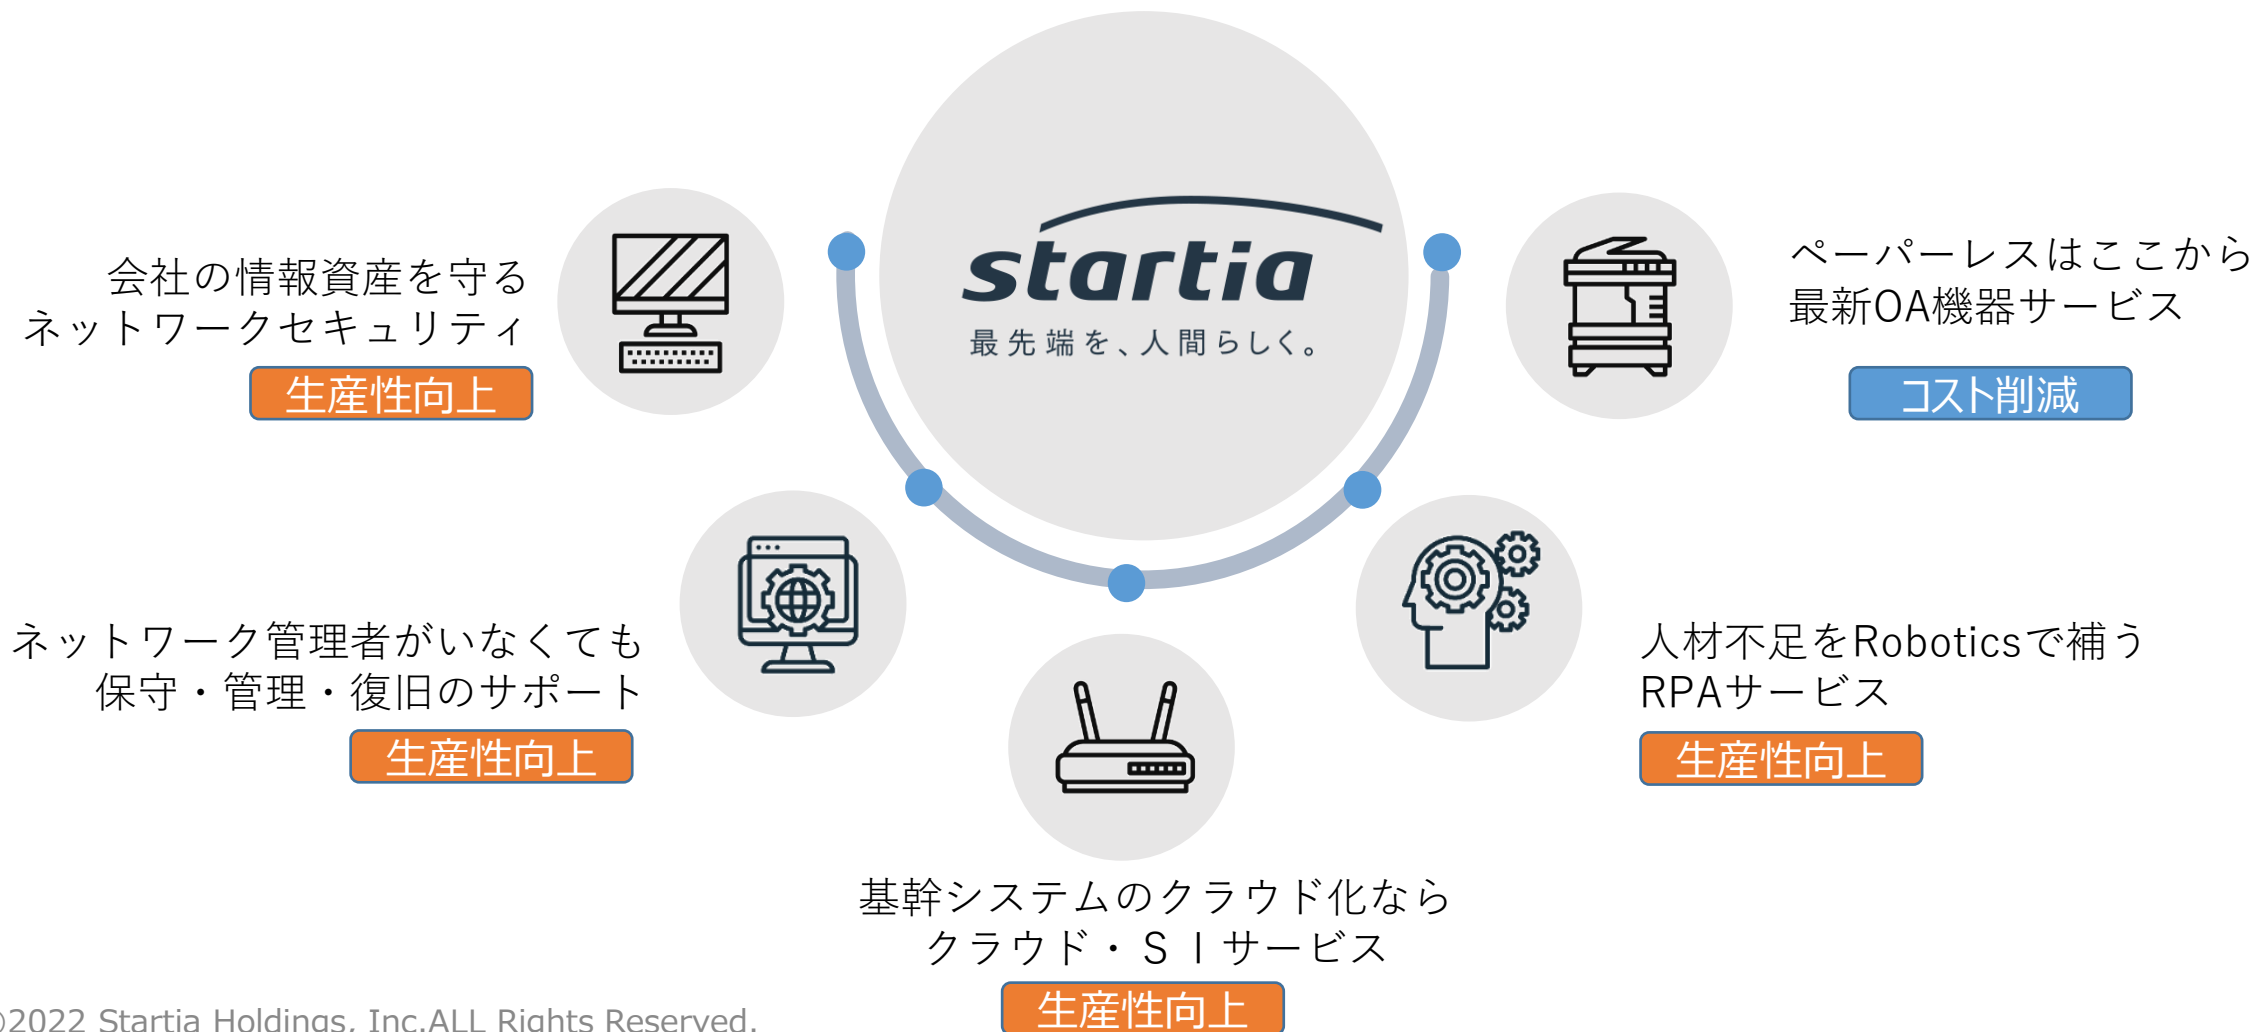 startia
最先端を、人間らしく。
会社の情報資産を守る
ネットワークセキュリティ
生産性向上
ペーパーレスはここから
最新OA機器サービス
コスト削減
ネットワーク管理者がいなくても
保守・管理・復旧のサポート
生産性向上
人材不足をRoboticsで補う
RPAサービス
生産性向上
基幹システムのクラウド化なら
クラウド・ＳＩサービス
生産性向上
©2022 Startia Holdings, Inc.ALL Rights Reserved.